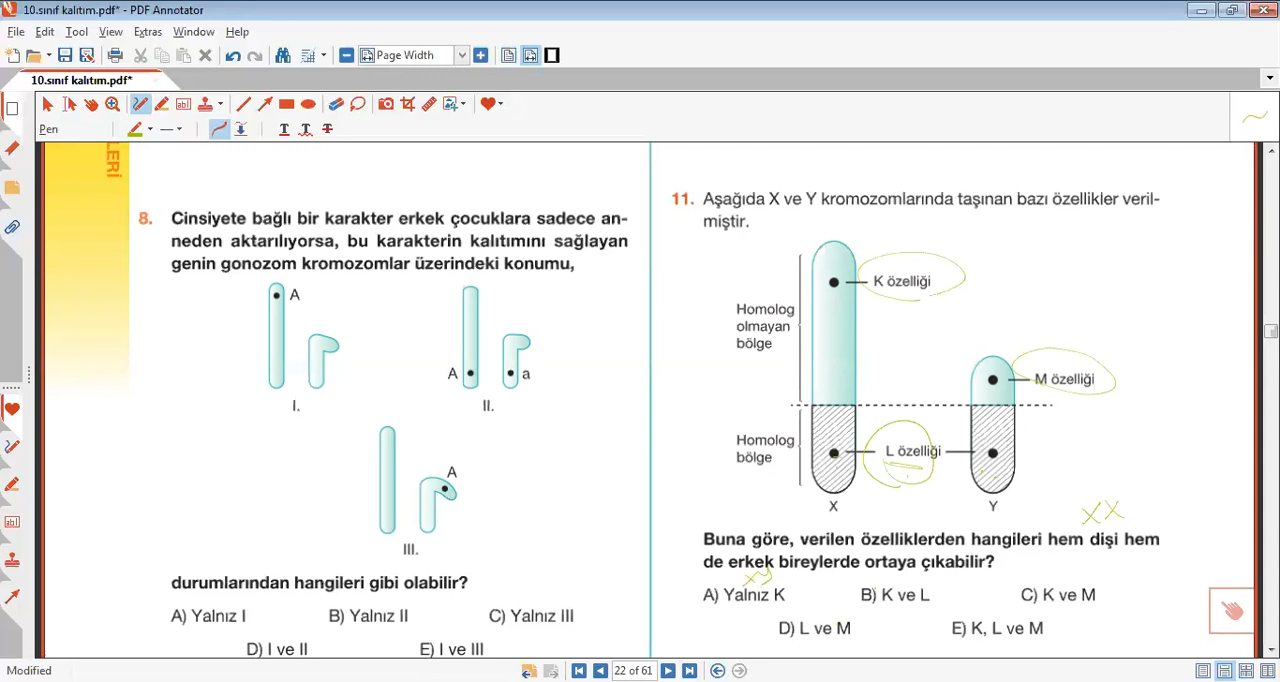 10.sınıf kalıtım.pdf* - PDF Annotator
File Edit Tool View Extras Window Help
Page Width
10.sınıf kalıtım.pdf*
Pen
LERİ
8. Cinsiyete bağlı bir karakter erkek çocuklara sadece an-
neden aktarılıyorsa, bu karakterin kalıtımını sağlayan
genin gonozom kromozomlar üzerindeki konumu,
A
I.
A
a
II.
A
III.
durumlarından hangileri gibi olabilir?
A) Yalnız I B) Yalnız II C) Yalnız III
D) I ve II E) I ve III
11. Aşağıda X ve Y kromozomlarında taşınan bazı özellikler veril-
miştir.
K özelliği
Homolog
olmayan
bölge
M özelliği
Homolog
bölge
L özelliği
X Y
XX
Buna göre, verilen özelliklerden hangileri hem dişi hem
de erkek bireylerde ortaya çıkabilir?
xy
A) Yalnız K B) K ve L C) K ve M
D) L ve M E) K, L ve M
Modified
22 of 61